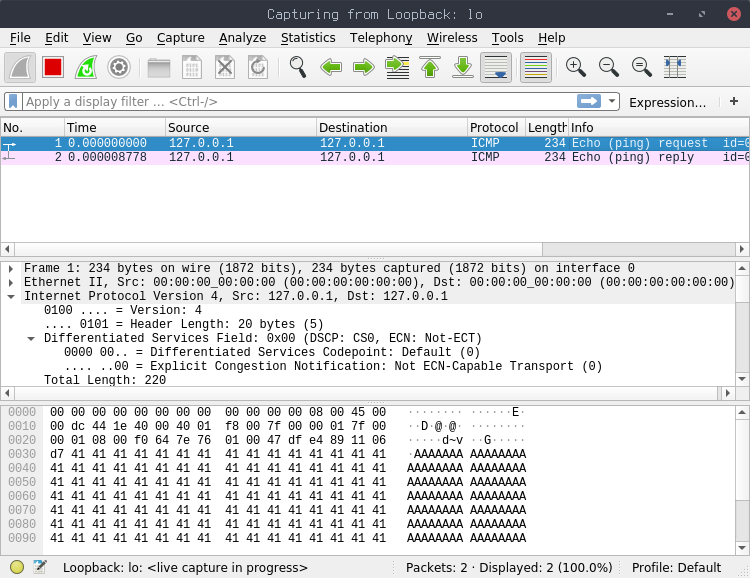 Capturing from Loopback: lo
File Edit View Go Capture Analyze Statistics Telephony Wireless Tools Help
Apply a display filter ... <Ctrl-/> Expression... +
No. Time Source Destination Protocol Length Info
1 0.000000000 127.0.0.1 127.0.0.1 ICMP 234 Echo (ping) request id=0
2 0.000008778 127.0.0.1 127.0.0.1 ICMP 234 Echo (ping) reply id=0
Frame 1: 234 bytes on wire (1872 bits), 234 bytes captured (1872 bits) on interface 0
Ethernet II, Src: 00:00:00_00:00:00 (00:00:00:00:00:00), Dst: 00:00:00_00:00:00 (00:00:00:00:00:00)
Internet Protocol Version 4, Src: 127.0.0.1, Dst: 127.0.0.1
0100 .... = Version: 4
.... 0101 = Header Length: 20 bytes (5)
Differentiated Services Field: 0x00 (DSCP: CS0, ECN: Not-ECT)
0000 00.. = Differentiated Services Codepoint: Default (0)
.... ..00 = Explicit Congestion Notification: Not ECN-Capable Transport (0)
Total Length: 220
0000 00 00 00 00 00 00 00 00 00 00 00 00 08 00 45 00 ········ ······E·
0010 00 dc 44 1e 40 00 40 01 f8 00 7f 00 00 01 7f 00 ··D·@·@· ········
0020 00 01 08 00 f0 64 7e 76 01 00 47 df e4 89 11 06 ·····d~v ··G·····
0030 d7 41 41 41 41 41 41 41 41 41 41 41 41 41 41 41 ·AAAAAAA AAAAAAAA
0040 41 41 41 41 41 41 41 41 41 41 41 41 41 41 41 41 AAAAAAAA AAAAAAAA
0050 41 41 41 41 41 41 41 41 41 41 41 41 41 41 41 41 AAAAAAAA AAAAAAAA
0060 41 41 41 41 41 41 41 41 41 41 41 41 41 41 41 41 AAAAAAAA AAAAAAAA
0070 41 41 41 41 41 41 41 41 41 41 41 41 41 41 41 41 AAAAAAAA AAAAAAAA
0080 41 41 41 41 41 41 41 41 41 41 41 41 41 41 41 41 AAAAAAAA AAAAAAAA
0090 41 41 41 41 41 41 41 41 41 41 41 41 41 41 41 41 AAAAAAAA AAAAAAAA
Loopback: lo: <live capture in progress> Packets: 2 · Displayed: 2 (100.0%) Profile: Default